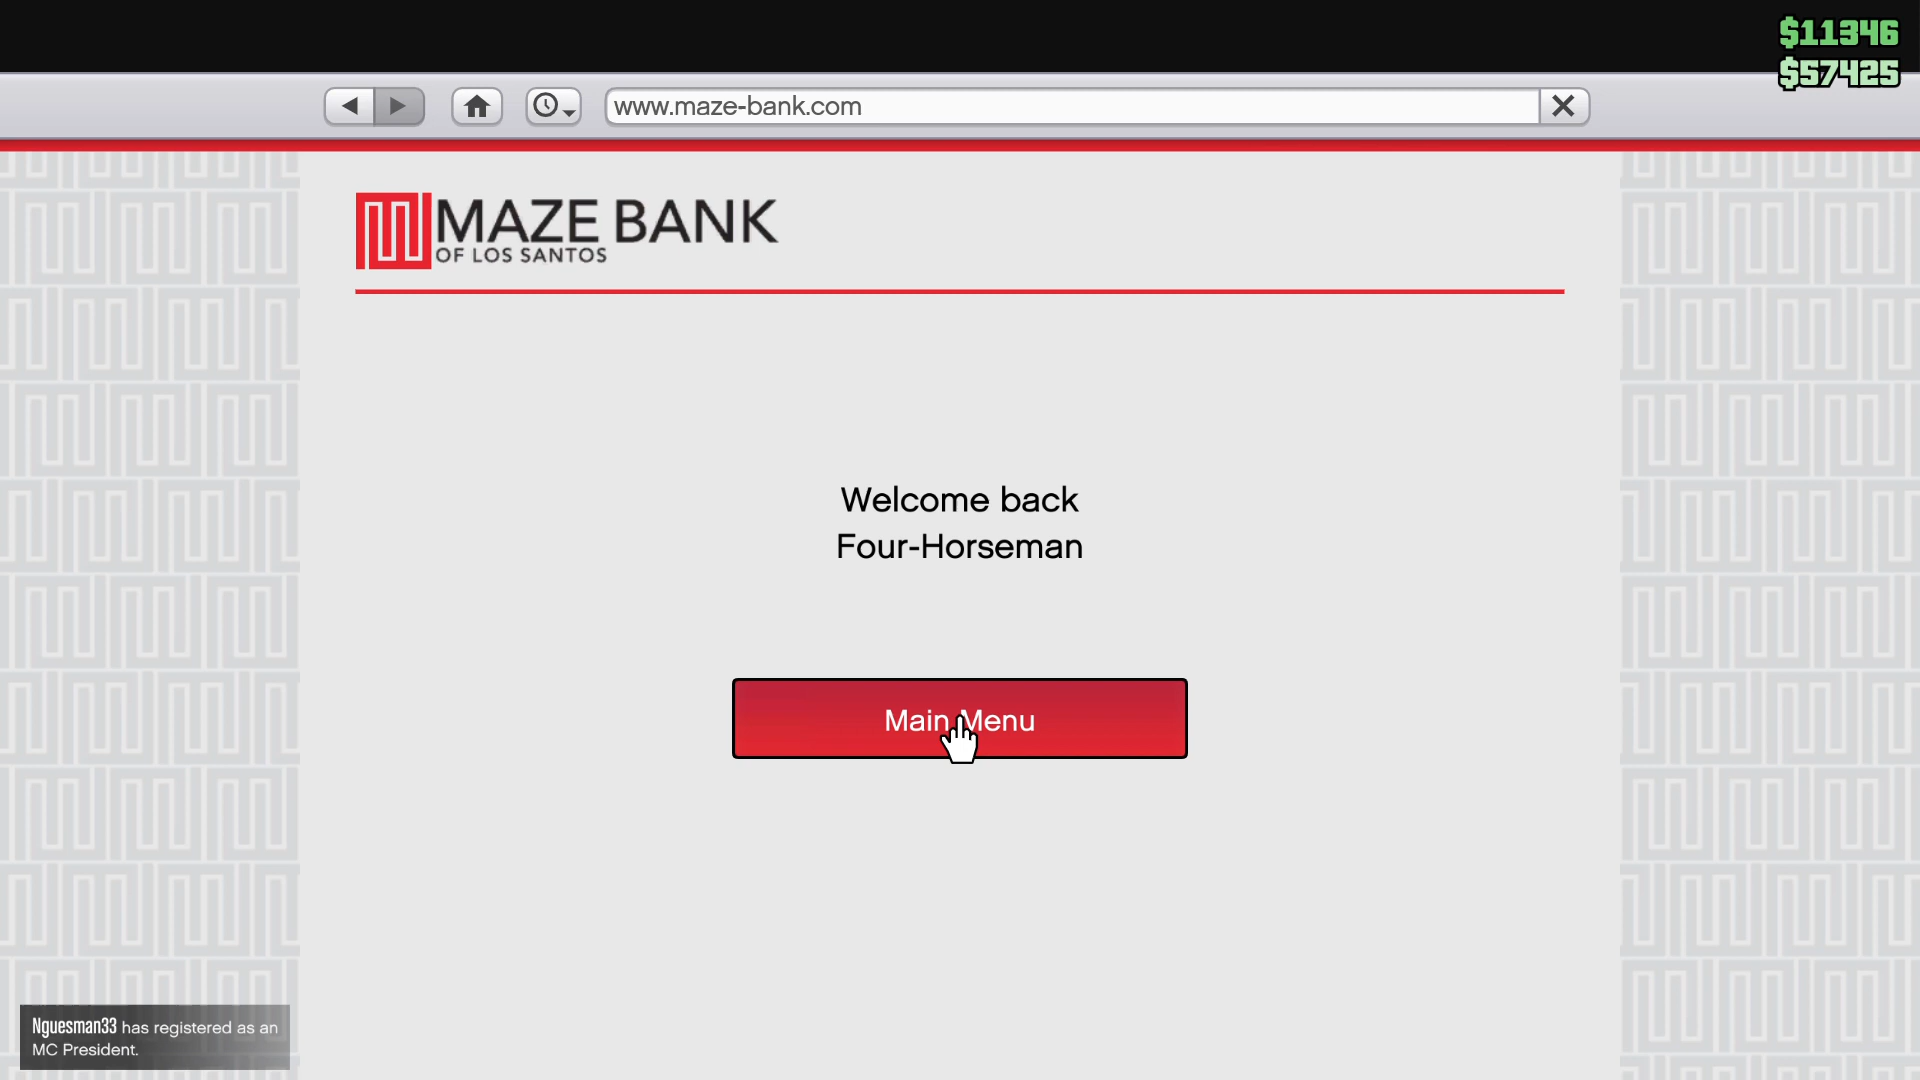 $11346
$57425
www.maze-bank.com
MAZE BANK
OF LOS SANTOS
Welcome back
Four-Horseman
Main Menu
Nguesman33 has registered as an
MC President.